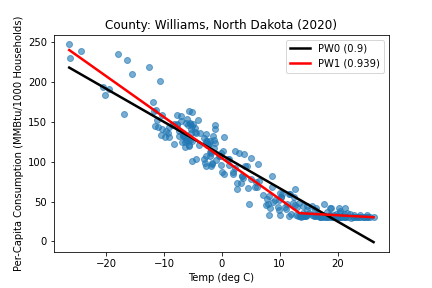 County: Williams, North Dakota (2020)
Per-Capita Consumption (MMBtu/1000 Households)
250
200
150
100
50
0
PW0 (0.9)
PW1 (0.939)
−20
−10
0
10
20
Temp (deg C)